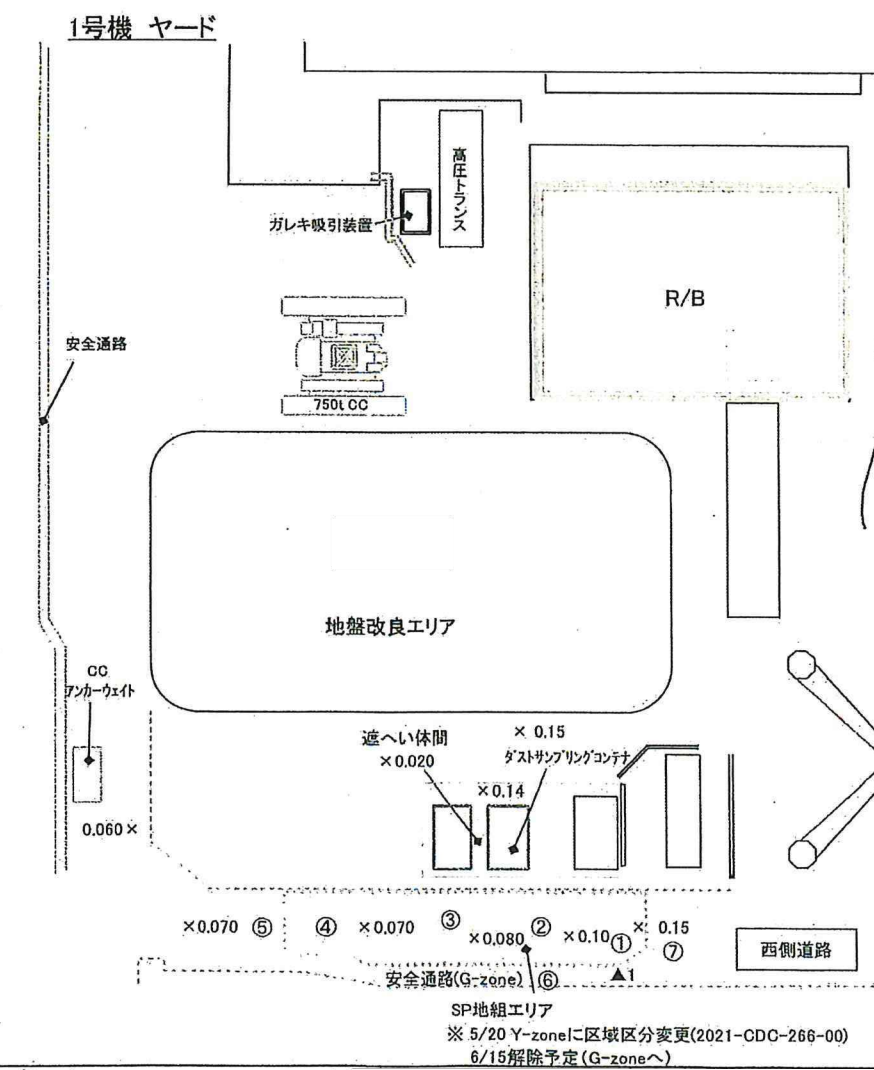 1号機 ヤード
高圧トランス
ガレキ吸引装置
R/B
安全通路
750t CC
地盤改良エリア
CC
アンカーウェイト
遮へい体間
×0.020
× 0.15
ダストサンプリングコンテナ
×0.14
0.060×
×0.070 ⑤ ④ ×0.070 ③ ×0.080 ② ×0.10 ① × 0.15
⑦
西側道路
安全通路(G-zone) ⑥ ▲1
SP地組エリア
※ 5/20 Y-zoneに区域区分変更(2021-CDC-266-00)
6/15解除予定(G-zoneへ)